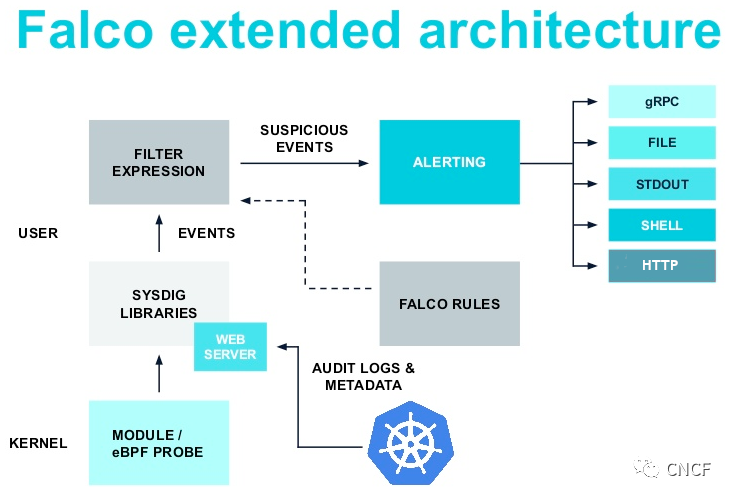 Falco extended architecture
gRPC
FILE
STDOUT
SHELL
HTTP
SUSPICIOUS
EVENTS
FILTER
EXPRESSION
ALERTING
USER
EVENTS
SYSDIG
LIBRARIES
FALCO RULES
WEB
SERVER
AUDIT LOGS &
METADATA
KERNEL
MODULE /
eBPF PROBE
CNCF